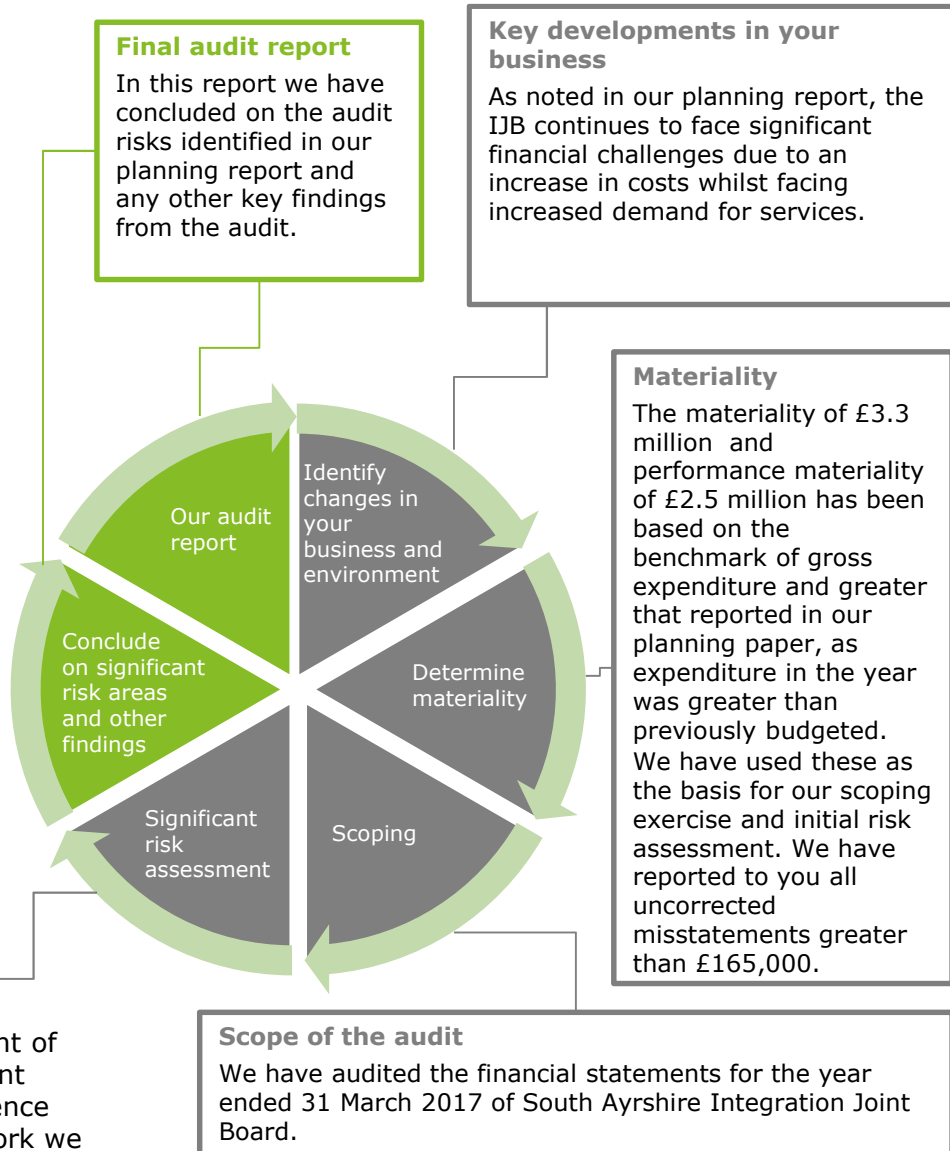 Final audit report
In this report we have
concluded on the audit
risks identified in our
planning report and
any other key findings
from the audit.
Key developments in your
business
As noted in our planning report, the
IJB continues to face significant
financial challenges due to an
increase in costs whilst facing
increased demand for services.
Materiality
The materiality of £3.3
million and
performance materiality
of £2.5 million has been
based on the
benchmark of gross
expenditure and greater
that reported in our
planning paper, as
expenditure in the year
was greater than
previously budgeted.
We have used these as
the basis for our scoping
exercise and initial risk
assessment. We have
reported to you all
uncorrected
misstatements greater
than £165,000.
Our audit
report
Identify
changes in
your
business and
environment
Conclude
on significant
risk areas
and other
findings
Determine
materiality
Significant
risk
assessment
Scoping
Scope of the audit
We have audited the financial statements for the year
ended 31 March 2017 of South Ayrshire Integration Joint
Board.
of
we